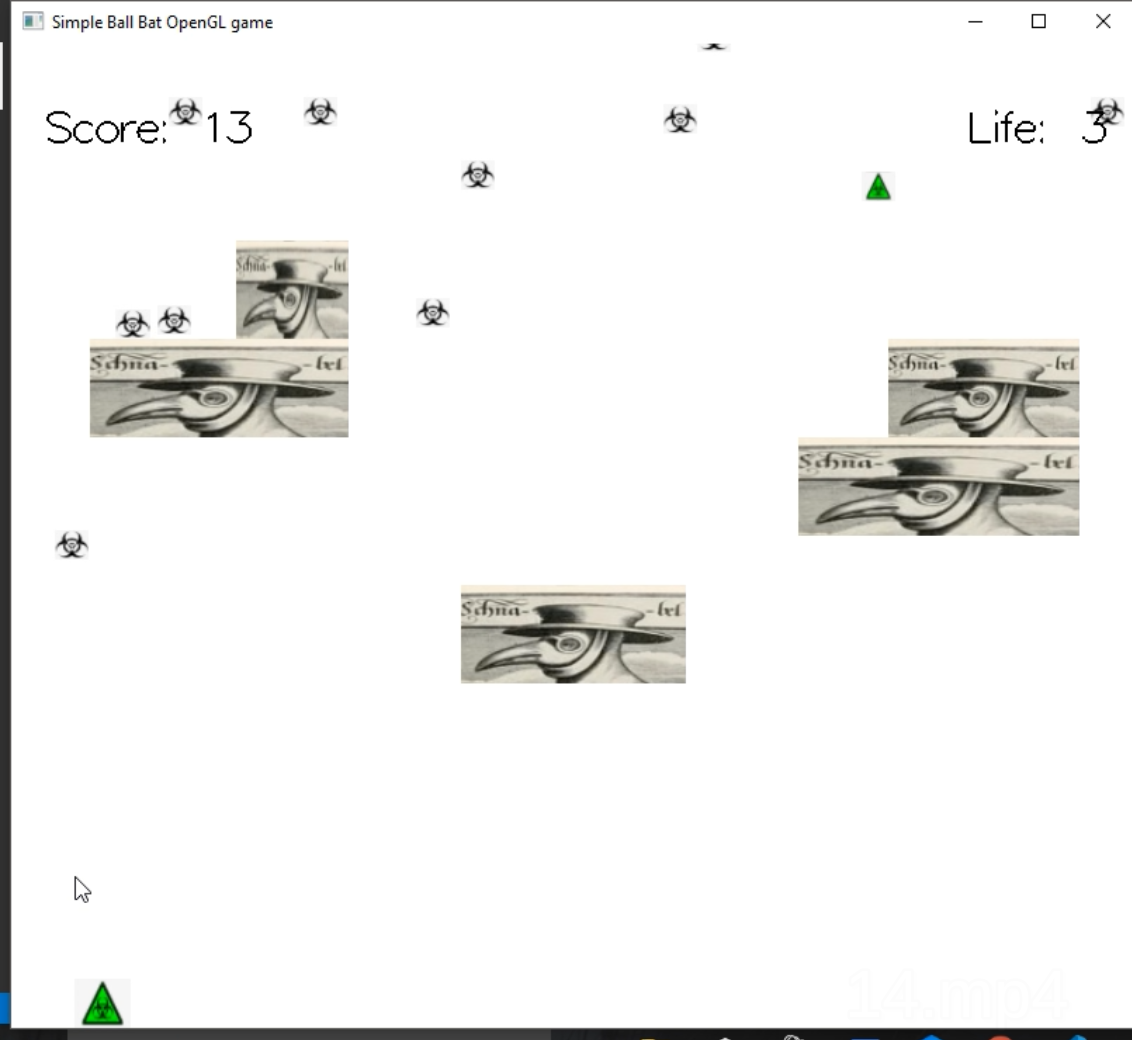 Simple Ball Bat OpenGL game
Score: 13
Life: 3
Schna- -bel
Schna- -bel
Schna- -bel
Schna- -bel
Schna- -bel
14.mp4